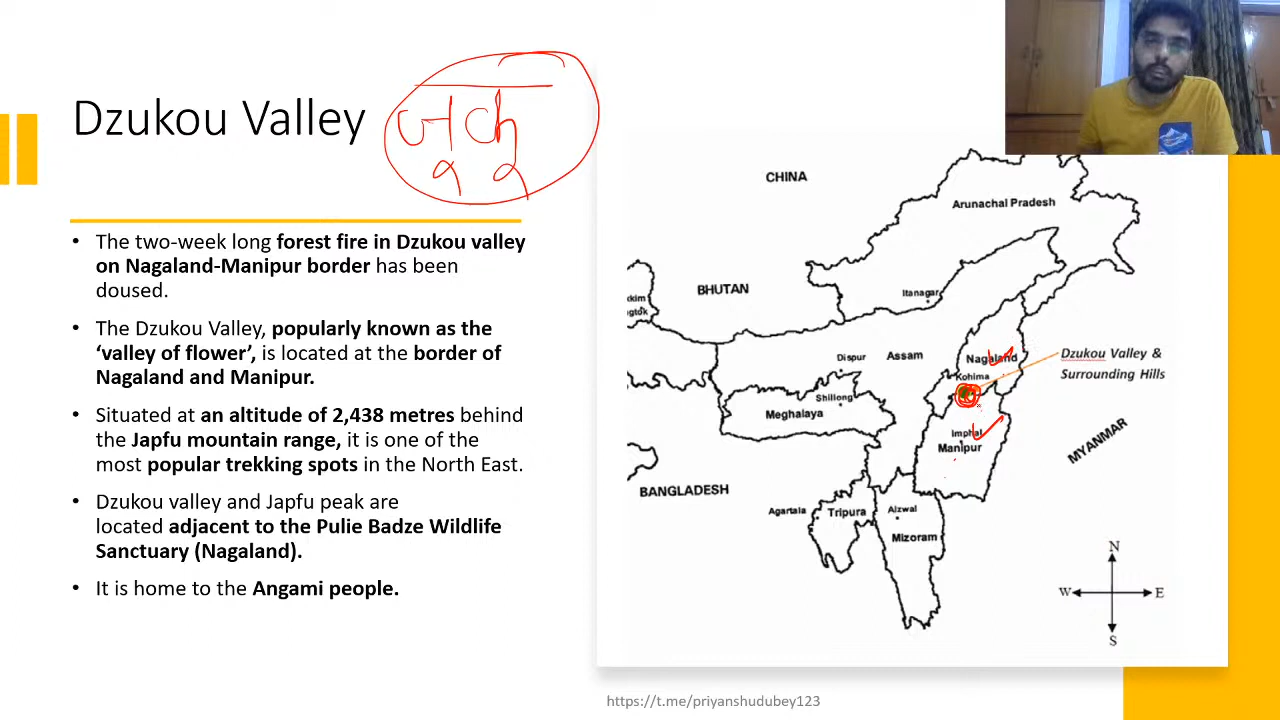 Dzukou Valley
जुकू
• The two-week long forest fire in Dzukou valley
on Nagaland-Manipur border has been
doused.
• The Dzukou Valley, popularly known as the
‘valley of flower’, is located at the border of
Nagaland and Manipur.
• Situated at an altitude of 2,438 metres behind
the Japfu mountain range, it is one of the
most popular trekking spots in the North East.
• Dzukou valley and Japfu peak are
located adjacent to the Pulie Badze Wildlife
Sanctuary (Nagaland).
• It is home to the Angami people.
CHINA
Arunachal Pradesh
BHUTAN
Itanagar
kkim
gtok
Dispur
Assam
Nagaland
Kohima
Dzukou Valley &
Surrounding Hills
Shillong
Meghalaya
Imphal
Manipur
MYANMAR
BANGLADESH
Agartala
Tripura
Aizwal
Mizoram
N
W
E
S
https://t.me/priyanshudubey123